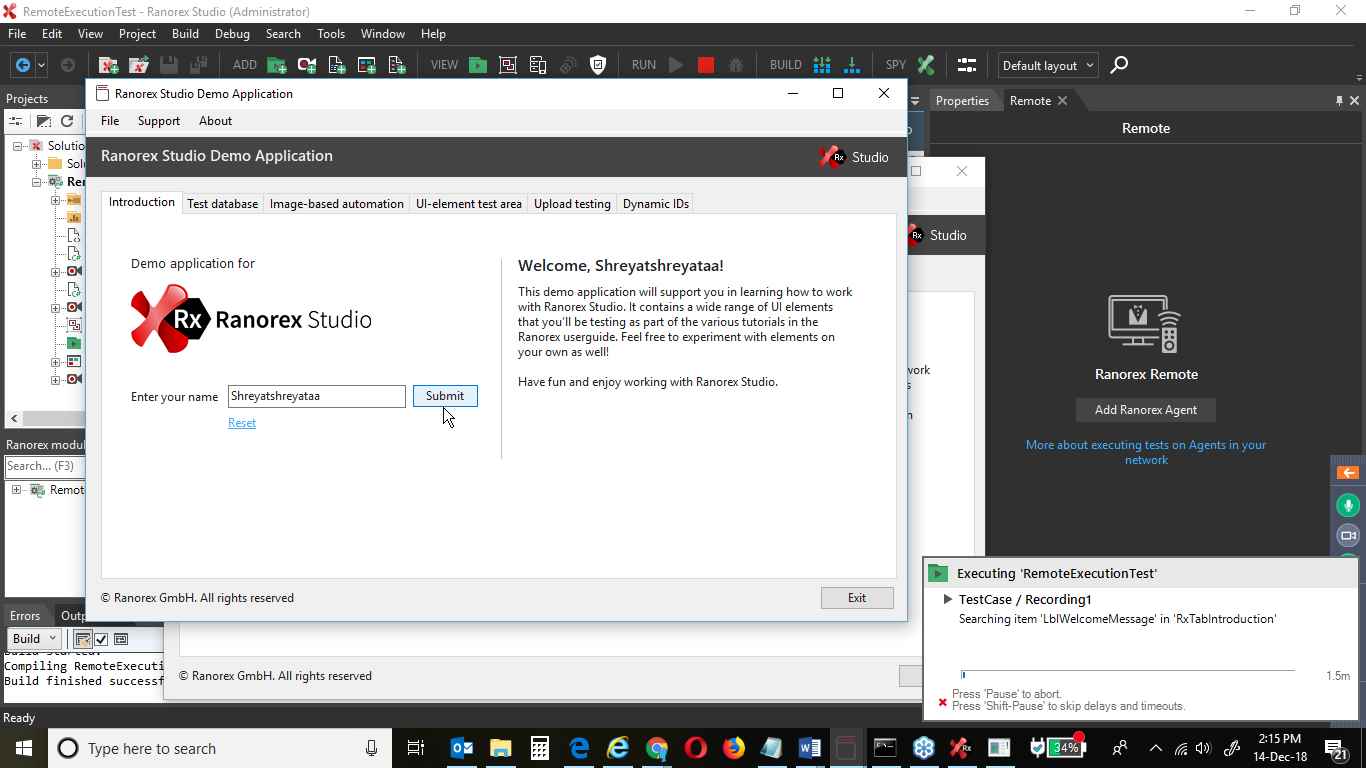 RemoteExecutionTest - Ranorex Studio (Administrator)
File Edit View Project Build Debug Search Tools Window Help
ADD VIEW RUN BUILD SPY Default layout
Projects
Solutio
Solu
Rem
Ranorex modul
Search... (F3)
Remot
Errors Outp
Build
Build started.
Compiling RemoteExecuti
Build finished successf
Ready
Ranorex Studio Demo Application
File Support About
Ranorex Studio Demo Application
Rx Studio
Introduction Test database Image-based automation UI-element test area Upload testing Dynamic IDs
Demo application for
Rx Ranorex Studio
Enter your name Shreyatshreyataa Submit
Reset
Welcome, Shreyatshreyataa!
This demo application will support you in learning how to work
with Ranorex Studio. It contains a wide range of UI elements
that you'll be testing as part of the various tutorials in the
Ranorex userguide. Feel free to experiment with elements on
your own as well!
Have fun and enjoy working with Ranorex Studio.
© Ranorex GmbH. All rights reserved
Exit
Rx Studio
work
s
n
© Ranorex GmbH. All rights reserved
Properties Remote
Remote
Ranorex Remote
Add Ranorex Agent
More about executing tests on Agents in your
network
Executing 'RemoteExecutionTest'
TestCase / Recording1
Searching item 'LblWelcomeMessage' in 'RxTabIntroduction'
1.5m
Press 'Pause' to abort.
Press 'Shift-Pause' to skip delays and timeouts.
Type here to search
34%
2:15 PM
14-Dec-18
21